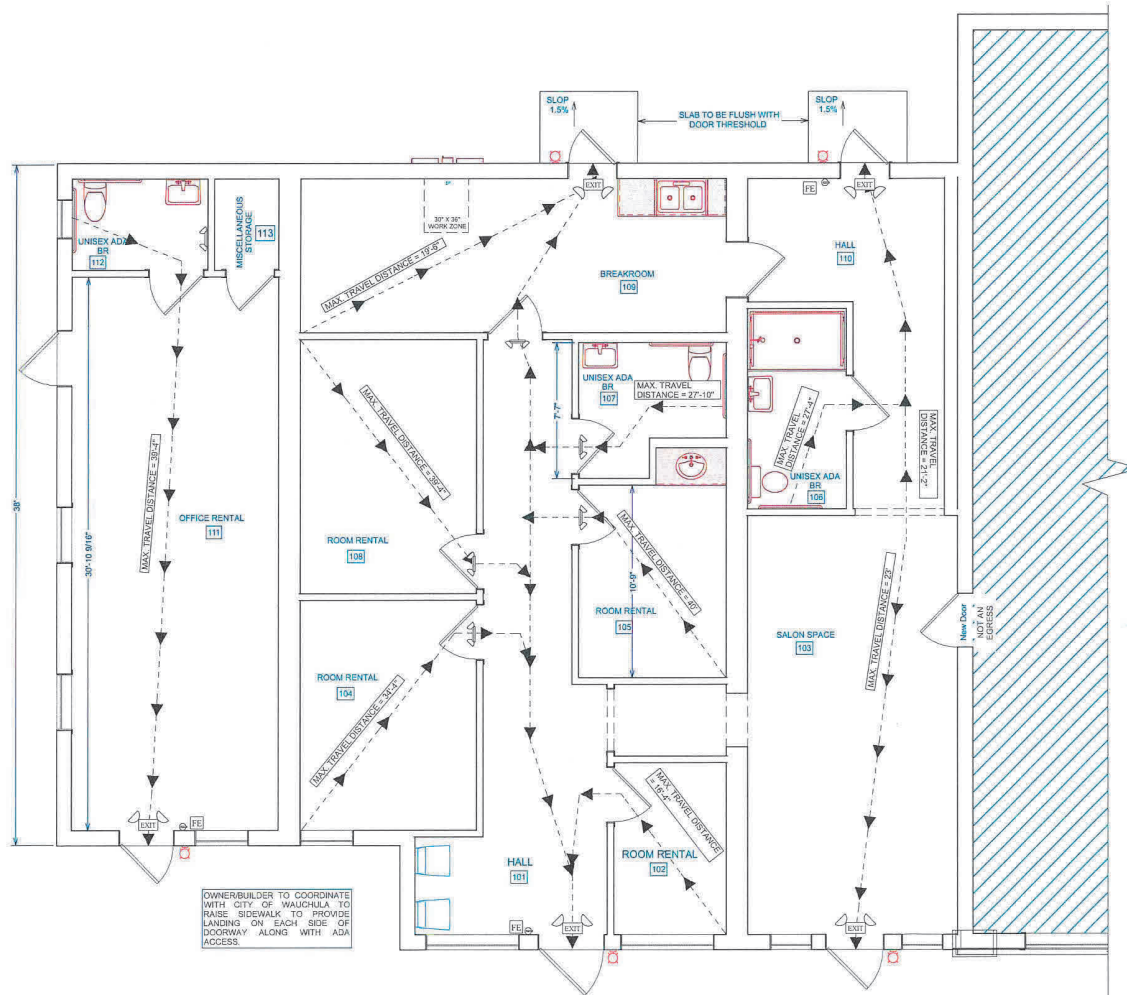 SLOP
1.5%
SLAB TO BE FLUSH WITH
DOOR THRESHOLD
SLOP
1.5%
EXIT
FE
EXIT
30" X 36"
WORK ZONE
UNISEX ADA
BR
112
MISCELLANEOUS
STORAGE
113
MAX. TRAVEL DISTANCE = 19'-6"
BREAKROOM
109
HALL
110
38'
30'-10 9/16"
MAX. TRAVEL DISTANCE = 39'-4"
OFFICE RENTAL
111
MAX. TRAVEL DISTANCE = 39'-4"
ROOM RENTAL
108
UNISEX ADA
BR
107
MAX. TRAVEL
DISTANCE = 27'-10"
7'-7"
MAX. TRAVEL
DISTANCE = 27'-4"
UNISEX ADA
BR
106
MAX. TRAVEL
DISTANCE = 21'-2"
10'-9"
MAX. TRAVEL DISTANCE = 40'
ROOM RENTAL
105
SALON SPACE
103
New Door
NOT AN
EGRESS
MAX. TRAVEL DISTANCE = 23'
ROOM RENTAL
104
MAX. TRAVEL DISTANCE = 34'-4"
MAX. TRAVEL DISTANCE
= 16'-4"
ROOM RENTAL
102
HALL
101
EXIT
FE
FE
EXIT
EXIT
OWNER/BUILDER TO COORDINATE
WITH CITY OF WAUCHULA TO
RAISE SIDEWALK TO PROVIDE
LANDING ON EACH SIDE OF
DOORWAY ALONG WITH ADA
ACCESS.